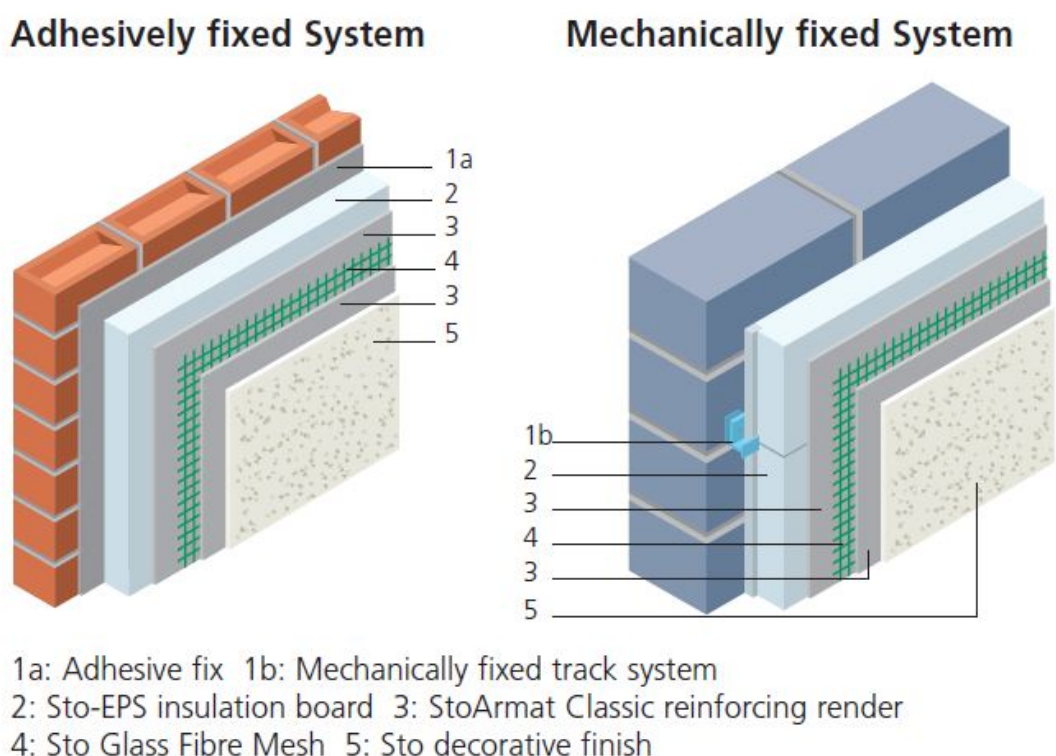 Adhesively fixed System
Mechanically fixed System
1a
2
3
4
3
5
1b
2
3
4
3
5
1a: Adhesive fix 1b: Mechanically fixed track system
2: Sto-EPS insulation board 3: StoArmat Classic reinforcing render
4: Sto Glass Fibre Mesh 5: Sto decorative finish